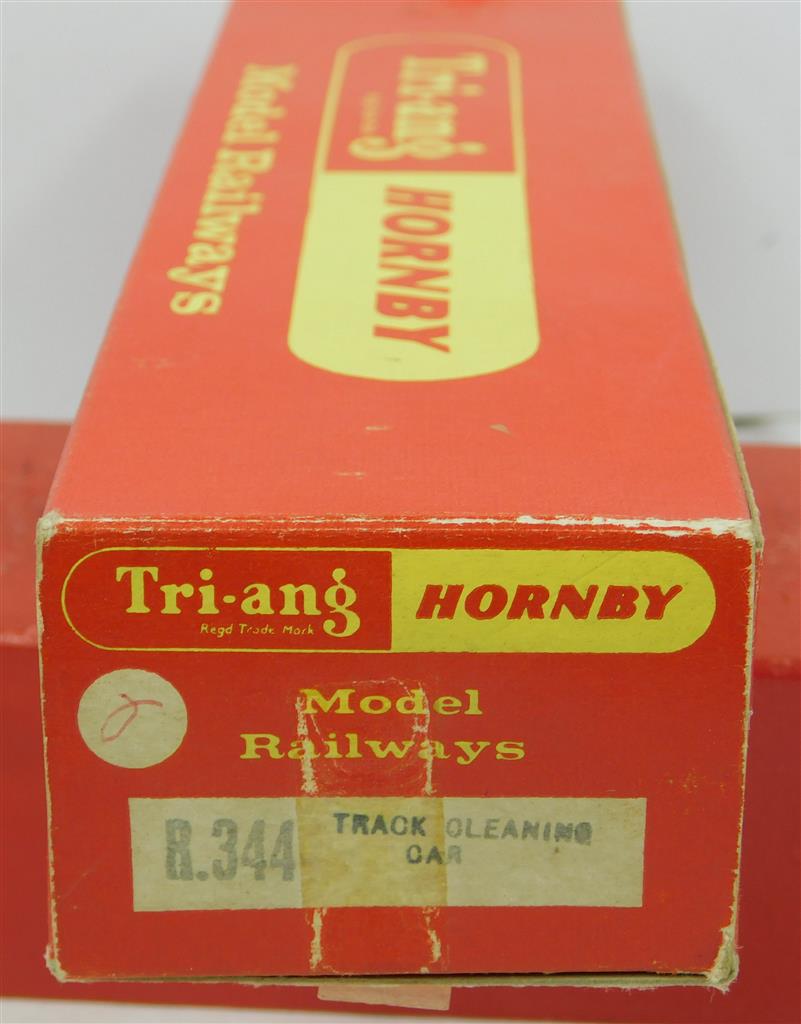 Tri-ang HORNBY
Model Railways
Tri-ang HORNBY
Regd Trade Mark
Model
Railways
R.344 TRACK CLEANING
CAR